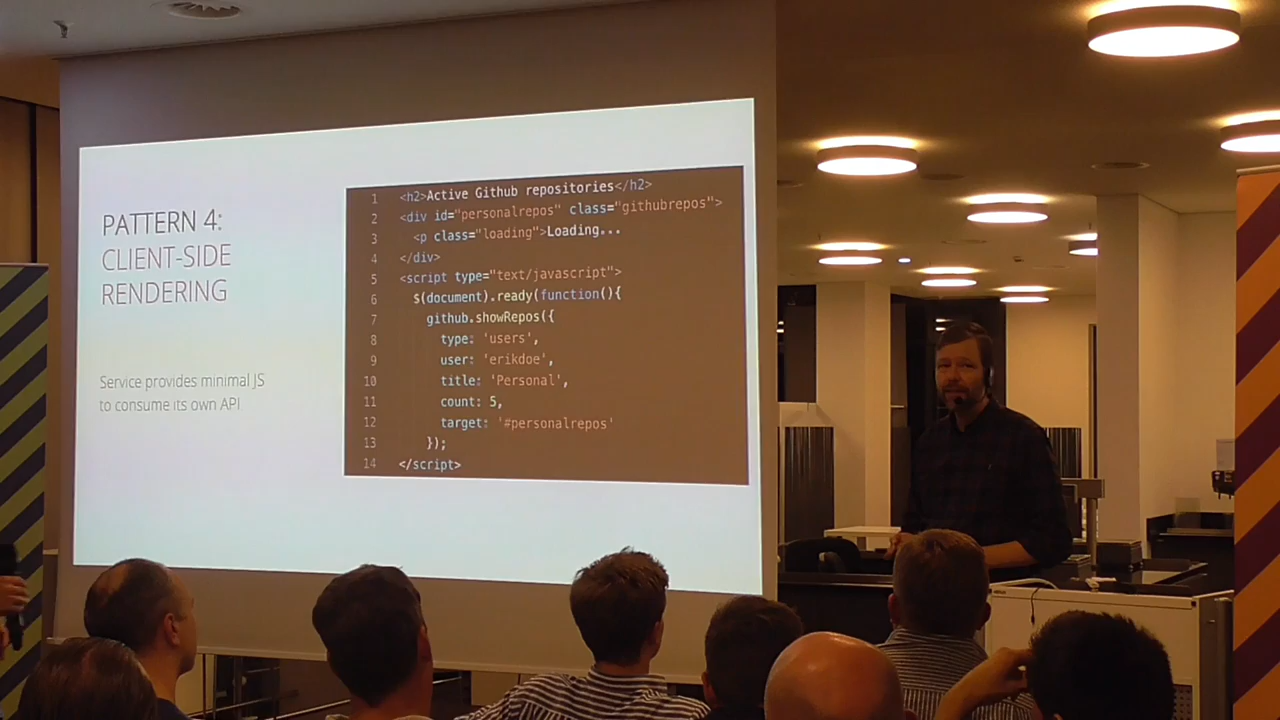 PATTERN 4:
CLIENT-SIDE
RENDERING
Service provides minimal JS
to consume its own API
1 <h2>Active Github repositories</h2>
2 <div id="personalrepos" class="githubrepos">
3 <p class="loading">Loading...
4 </div>
5 <script type="text/javascript">
6 $(document).ready(function(){
7 github.showRepos({
8 type: 'users',
9 user: 'erikdoe',
10 title: 'Personal',
11 count: 5,
12 target: '#personalrepos'
13 });
14 </script>